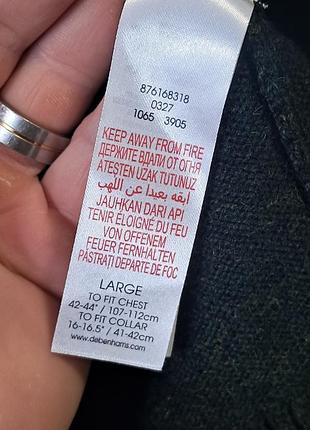 876168318
0327
1065 3905
KEEP AWAY FROM FIRE
ДЕРЖИТЕ ВДАЛИ ОТ ОГНЯ
ATEŞTEN UZAK TUTUNUZ
ابقه بعيدا عن اللهب
JAUHKAN DARI API
TENIR ÉLOIGNÉ DU FEU
VON OFFENEM
FEUER FERNHALTEN
PASTRATI DEPARTE DE FOC
LARGE
TO FIT CHEST
42-44" / 107-112cm
TO FIT COLLAR
16-16.5" / 41-42cm
www.debenhams.com